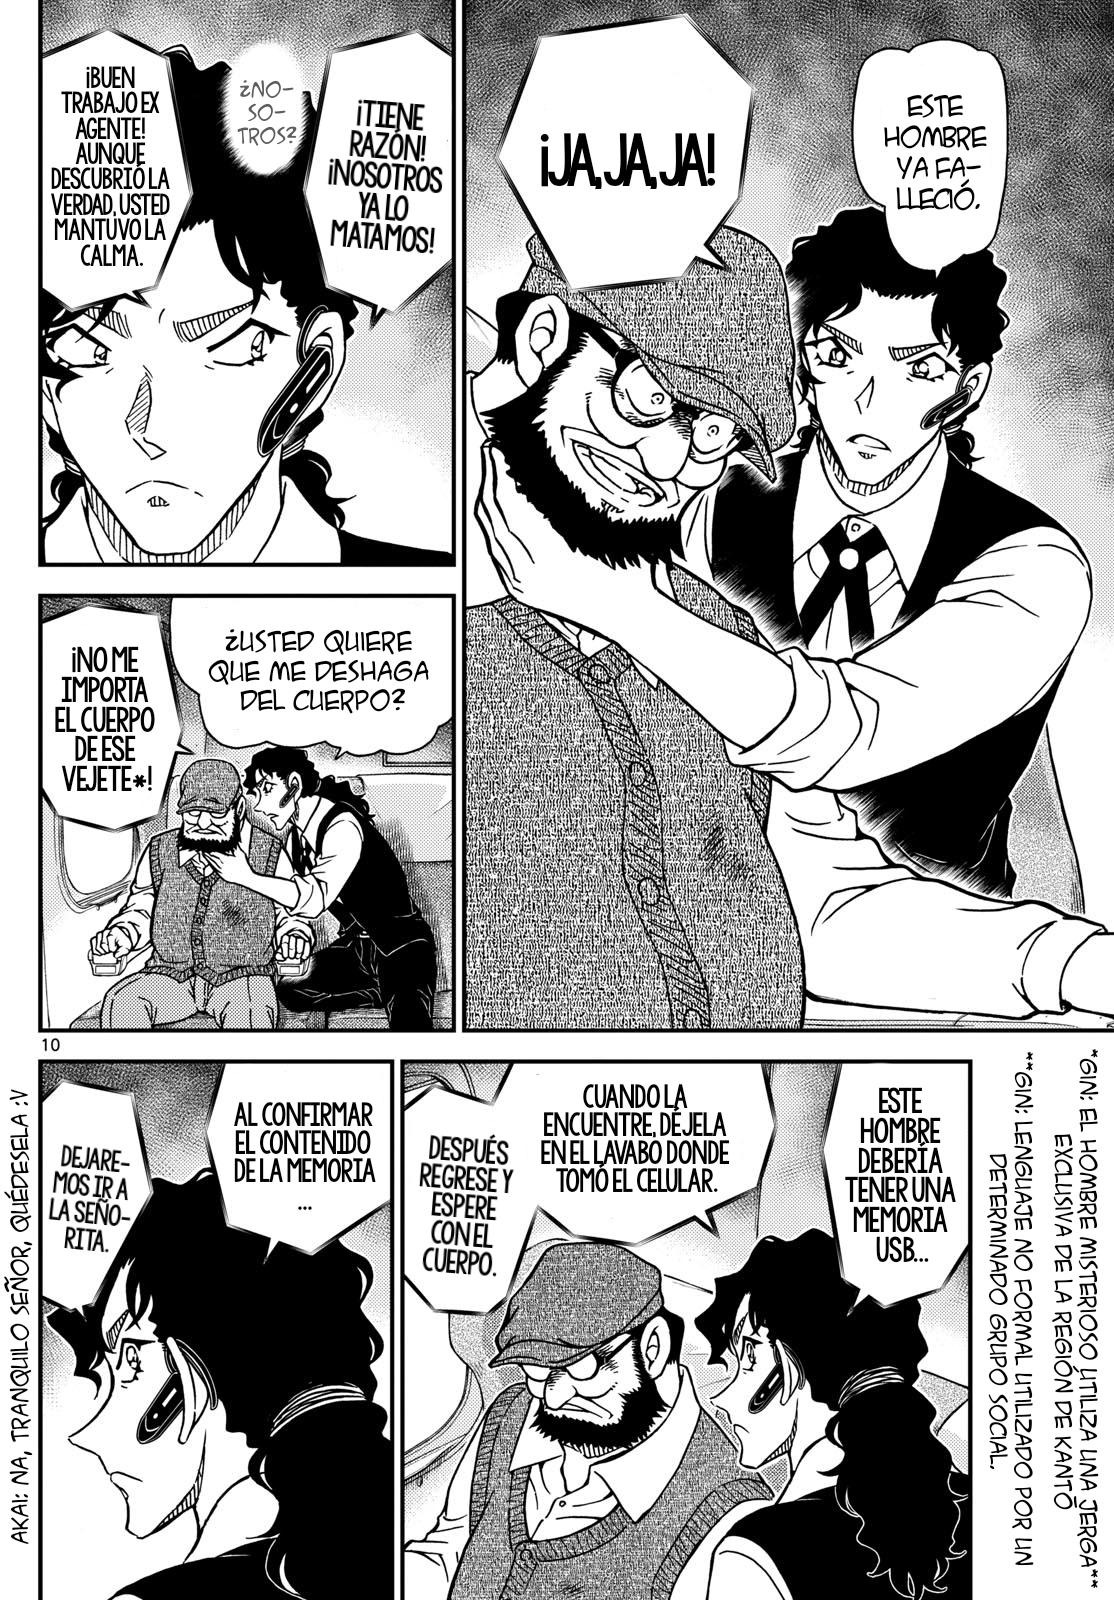 ESTE
HOMBRE
YA FA-
LLECIÓ.
¡JA, JA, JA!
¡TIENE
RAZÓN!
¡NOSOTROS
YA LO
MATAMOS!
¿NO-
SO-
TROS?
¡BUEN
TRABAJO EX
AGENTE!
AUNQUE
DESCUBRIÓ LA
VERDAD, USTED
MANTUVO LA
CALMA.
¿USTED QUIERE
QUE ME DESHAGA
DEL CUERPO?
¡NO ME
IMPORTA
EL CUERPO
DE ESE
VEJETE*!
10
ESTE
HOMBRE
DEBERÍA
TENER UNA
MEMORIA
USB...
CUANDO LA
ENCUENTRE, DÉJELA
EN EL LAVABO DONDE
TOMÓ EL CELULAR.
DESPUÉS
REGRESE Y
ESPERE
CON EL
CUERPO.
AL CONFIRMAR
EL CONTENIDO
DE LA MEMORIA
...
DEJARE-
MOS IR A
LA SEÑO-
RITA.
*GIN: EL HOMBRE MISTERIOSO UTILIZA UNA JERGA**
EXCLUSIVA DE LA REGIÓN DE KANTŌ
**GIN: LENGUAJE NO FORMAL UTILIZADO POR UN
DETERMINADO GRUPO SOCIAL.
AKAI: NA, TRANQUILO SEÑOR, QUÉDESELA :V